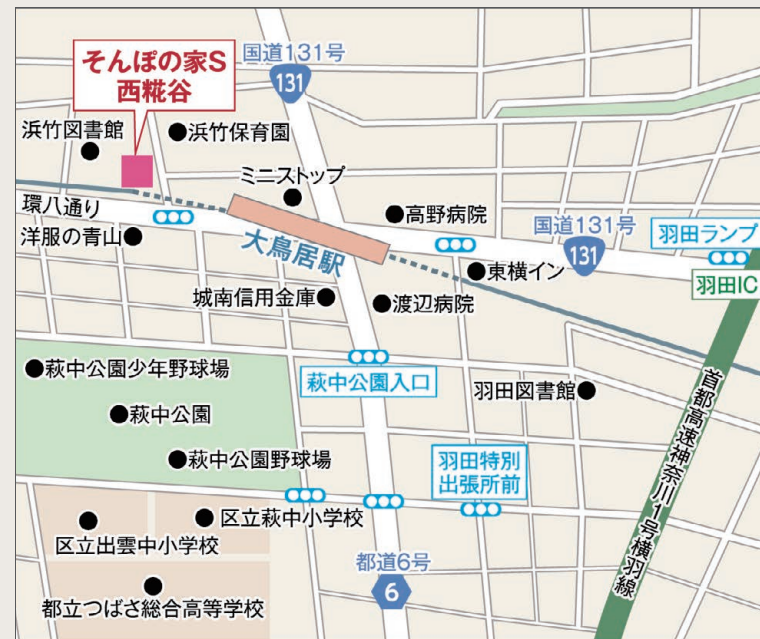 そんぽの家S
西糀谷
国道131号
131
浜竹図書館
浜竹保育園
ミニストップ
環八通り
高野病院
国道131号
131
羽田ランプ
洋服の青山
大鳥居駅
東横イン
羽田IC
城南信用金庫
渡辺病院
萩中公園少年野球場
萩中公園入口
羽田図書館
首都高速神奈川1号横羽線
萩中公園
萩中公園野球場
羽田特別
出張所前
区立萩中小学校
区立出雲中小学校
都道6号
6
都立つばさ総合高等学校